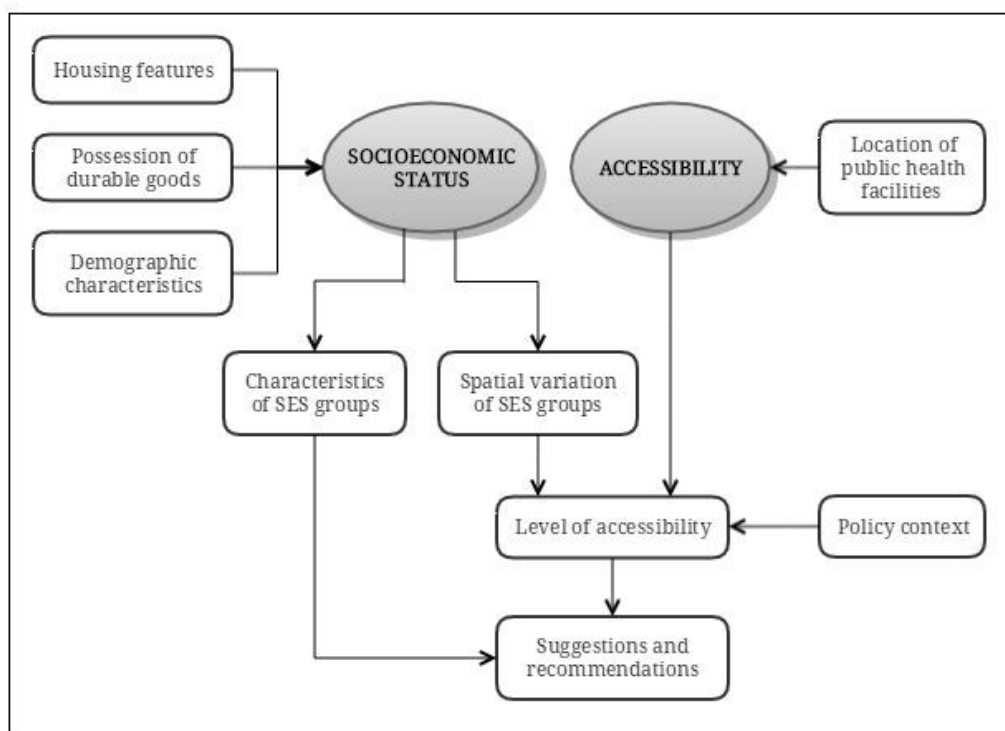 Housing features
Possession of
durable goods
Demographic
characteristics
SOCIOECONOMIC
STATUS
ACCESSIBILITY
Location of
public health
facilities
Characteristics
of SES groups
Spatial variation
of SES groups
Level of accessibility
Policy context
Suggestions and
recommendations